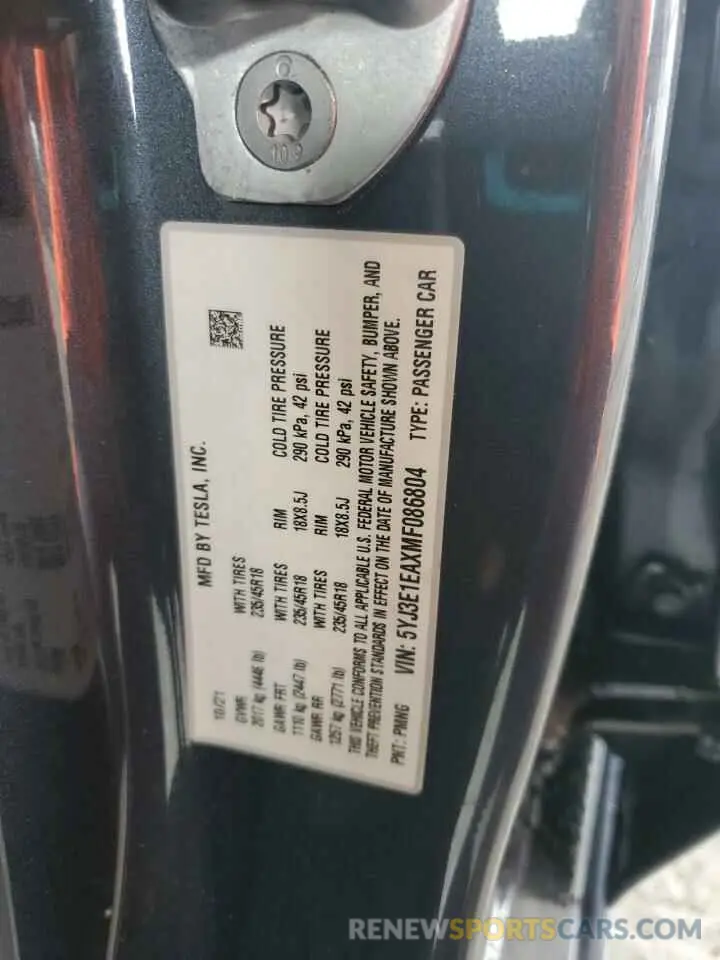 6
109
MFD BY TESLA, INC.
10/21
GVWR WITH TIRES
2017 kg (4446 lb) 235/45R18
GAWR FRT WITH TIRES RIM COLD TIRE PRESSURE
1110 kg (2447 lb) 235/45R18 18X8.5J 290 kPa, 42 psi
GAWR RR WITH TIRES RIM COLD TIRE PRESSURE
1257 kg (2771 lb) 235/45R18 18X8.5J 290 kPa, 42 psi
THIS VEHICLE CONFORMS TO ALL APPLICABLE U.S. FEDERAL MOTOR VEHICLE SAFETY, BUMPER, AND
THEFT PREVENTION STANDARDS IN EFFECT ON THE DATE OF MANUFACTURE SHOWN ABOVE.
PNT: PMNG VIN: 5YJ3E1EAXMF086804 TYPE: PASSENGER CAR
RENEWSPORTSCARS.COM